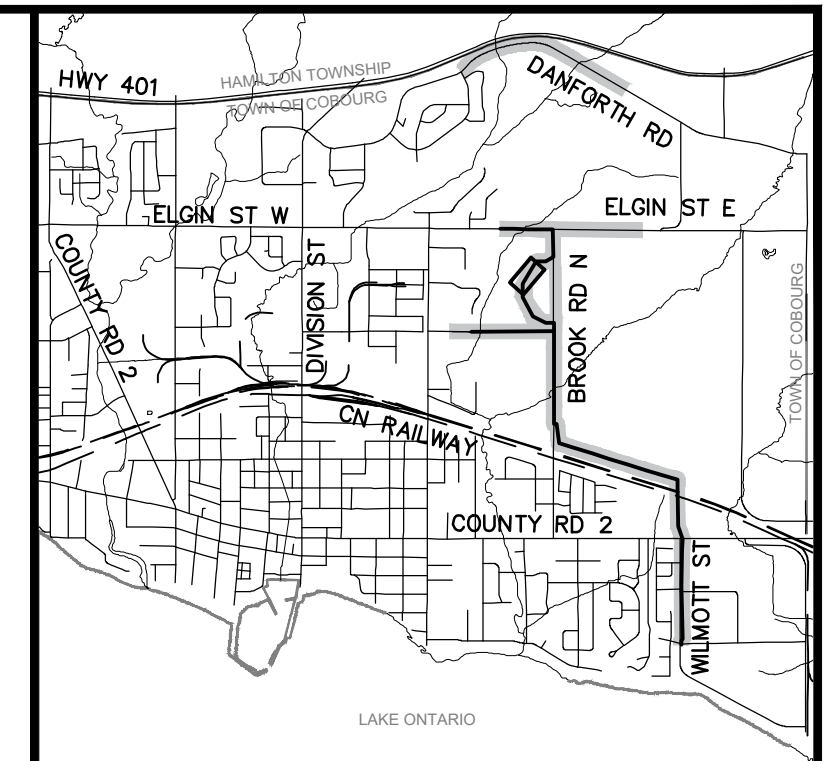 HWY 401
HAMILTON TOWNSHIP
TOWN OF COBOURG
DANFORTH RD
ELGIN ST W
ELGIN ST E
COUNTY RD 2
DIVISION ST
BROOK RD N
TOWN OF COBOURG
CN RAILWAY
COUNTY RD 2
WILMOTT ST
LAKE ONTARIO